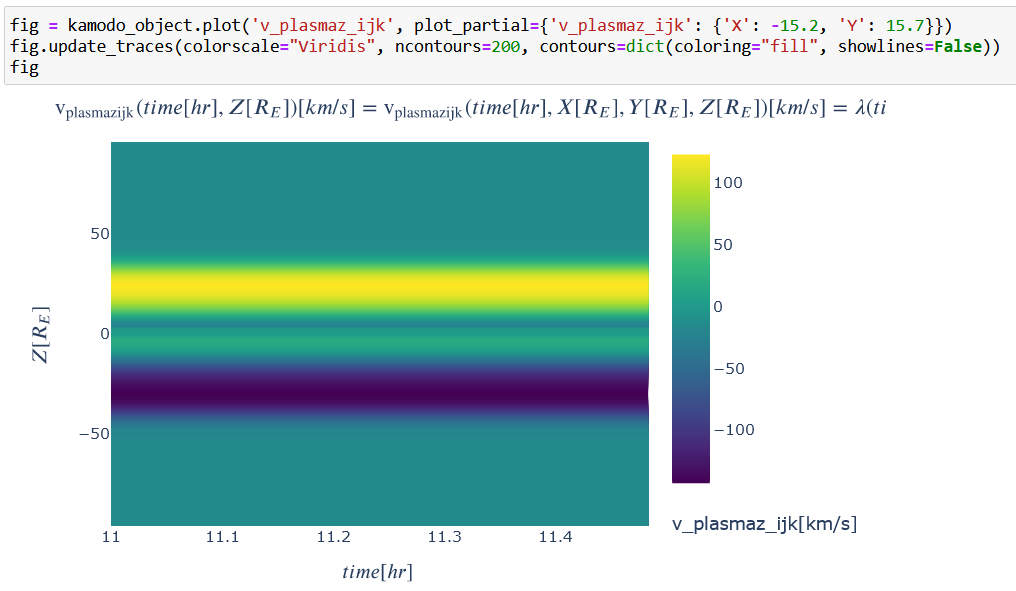 fig = kamodo_object.plot('v_plasmaz_ijk', plot_partial={'v_plasmaz_ijk': {'X': -15.2, 'Y': 15.7}})
fig.update_traces(colorscale="Viridis", ncontours=200, contours=dict(coloring="fill", showlines=False))
fig
v_plasmazijk(time[hr], Z[R_E])[km/s] = v_plasmazijk(time[hr], X[R_E], Y[R_E], Z[R_E])[km/s] = λ(ti
100
50
0
−50
−100
50
0
−50
Z[R_E]
11
11.1
11.2
11.3
11.4
time[hr]
v_plasmaz_ijk[km/s]